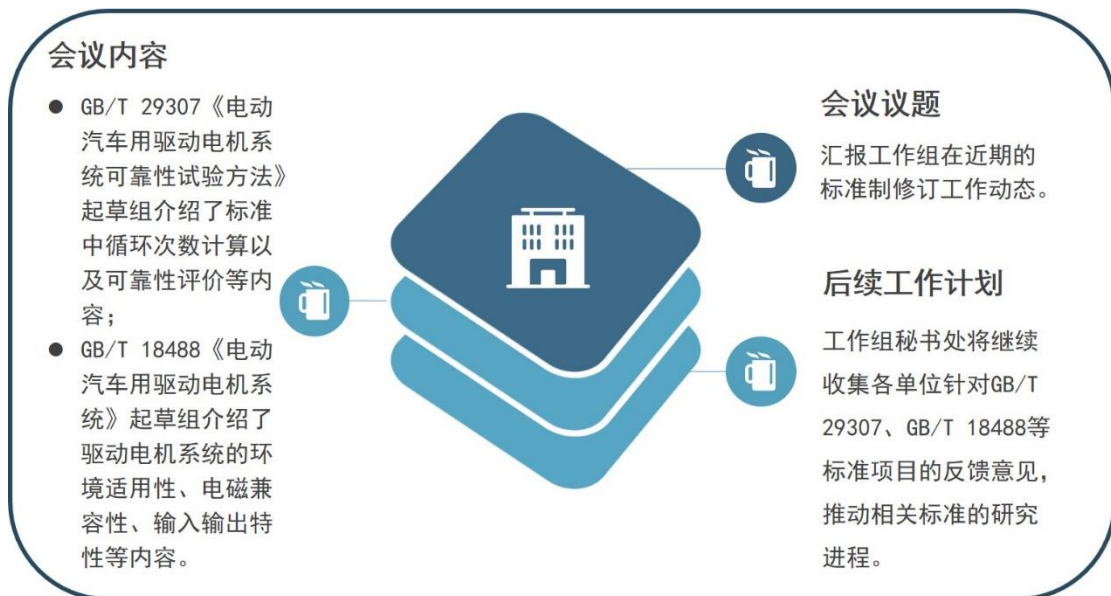 会议内容
● GB/T 29307《电动
汽车用驱动电机系
统可靠性试验方法》
起草组介绍了标准
中循环次数计算以
及可靠性评价等内
容；
● GB/T 18488《电动
汽车用驱动电机系
统》起草组介绍了
驱动电机系统的环
境适用性、电磁兼
容性、输入输出特
性等内容。
会议议题
汇报工作组在近期的
标准制修订工作动态。
后续工作计划
工作组秘书处将继续
收集各单位针对GB/T
29307、GB/T 18488等
标准项目的反馈意见，
推动相关标准的研究
进程。